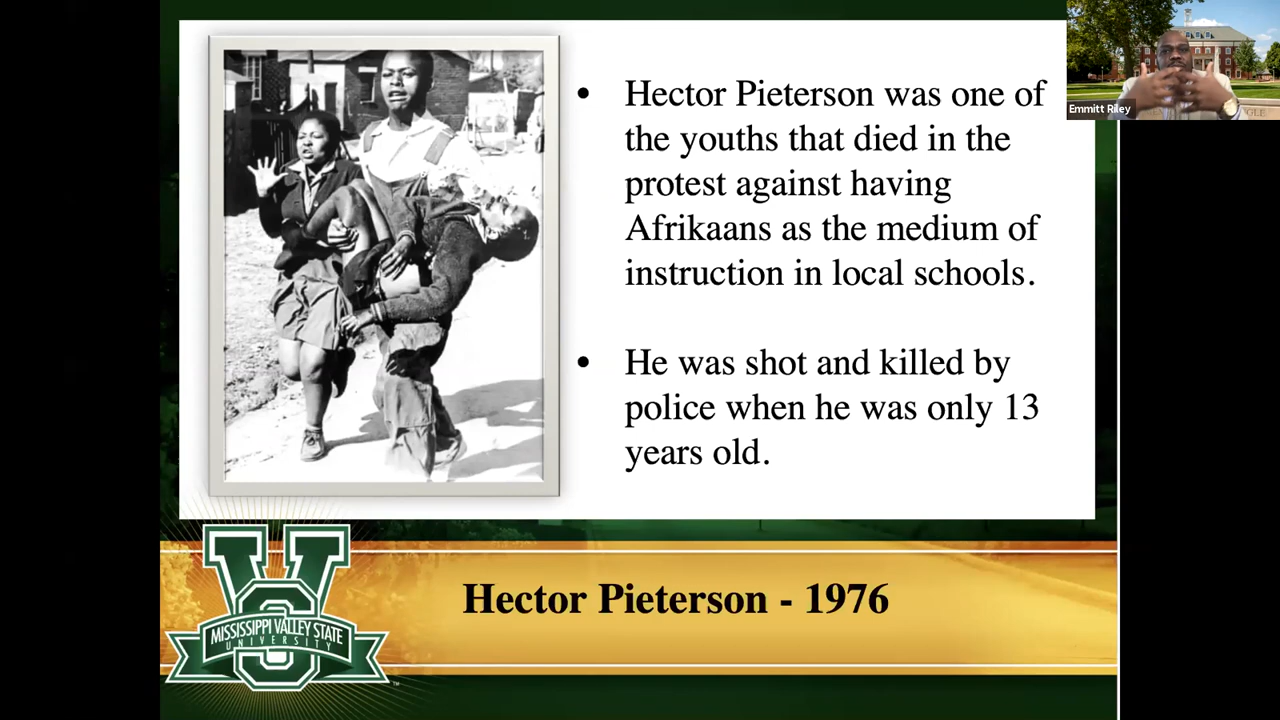 • Hector Pieterson was one of
the youths that died in the
protest against having
Afrikaans as the medium of
instruction in local schools.
• He was shot and killed by
police when he was only 13
years old.
Emmitt Riley
Hector Pieterson - 1976
VS
MISSISSIPPI VALLEY STATE
UNIVERSITY
™